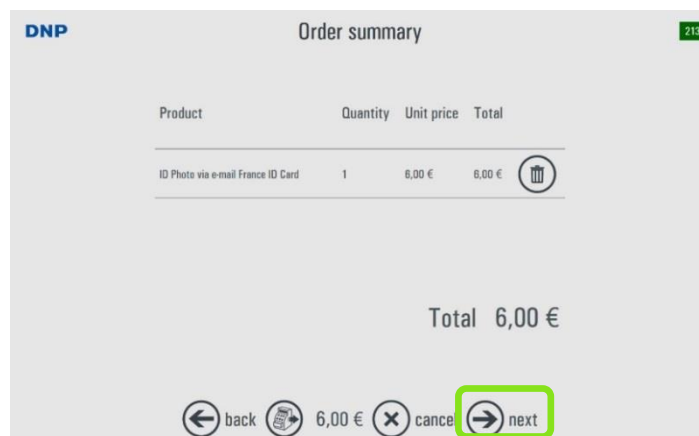 DNP
Order summary
213
Product Quantity Unit price Total
ID Photo via e-mail France ID Card 1 6,00 € 6,00 €
Total 6,00 €
back 6,00 € cancel next